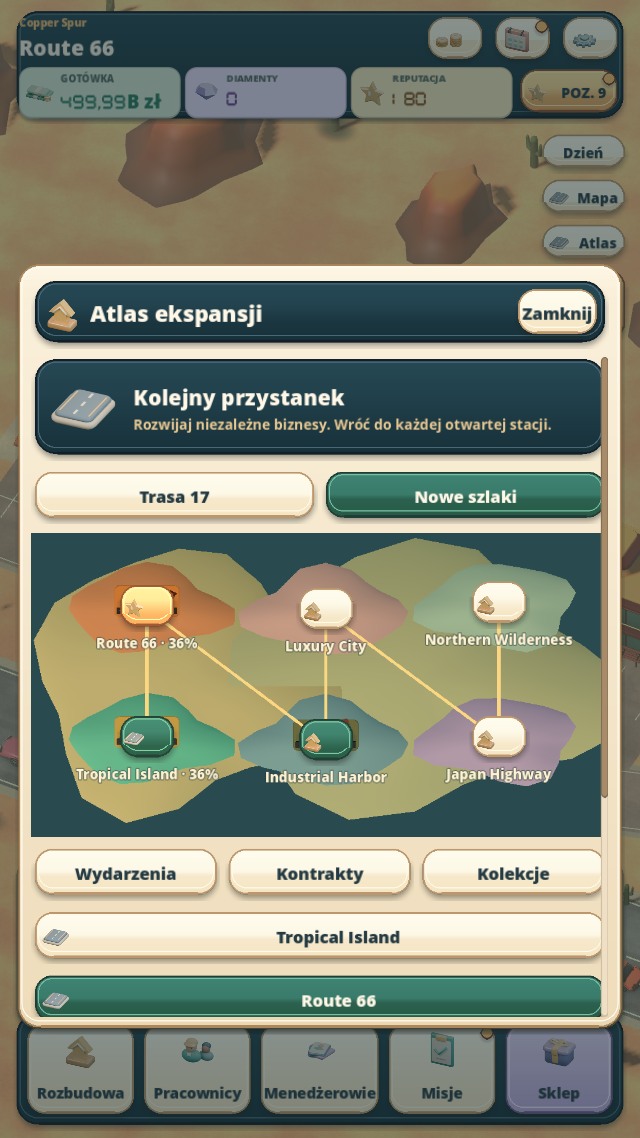 Copper Spur
Route 66
GOTÓWKA
499,99B zł
DIAMENTY
0
REPUTACJA
180
POZ. 9
Dzień
Mapa
Atlas
Atlas ekspansji
Zamknij
Kolejny przystanek
Rozwijaj niezależne biznesy. Wróć do każdej otwartej stacji.
Trasa 17
Nowe szlaki
Route 66 · 36%
Luxury City
Northern Wilderness
Tropical Island · 36%
Industrial Harbor
Japan Highway
Wydarzenia
Kontrakty
Kolekcje
Tropical Island
Route 66
Rozbudowa
Pracownicy
Menedżerowie
Misje
Sklep